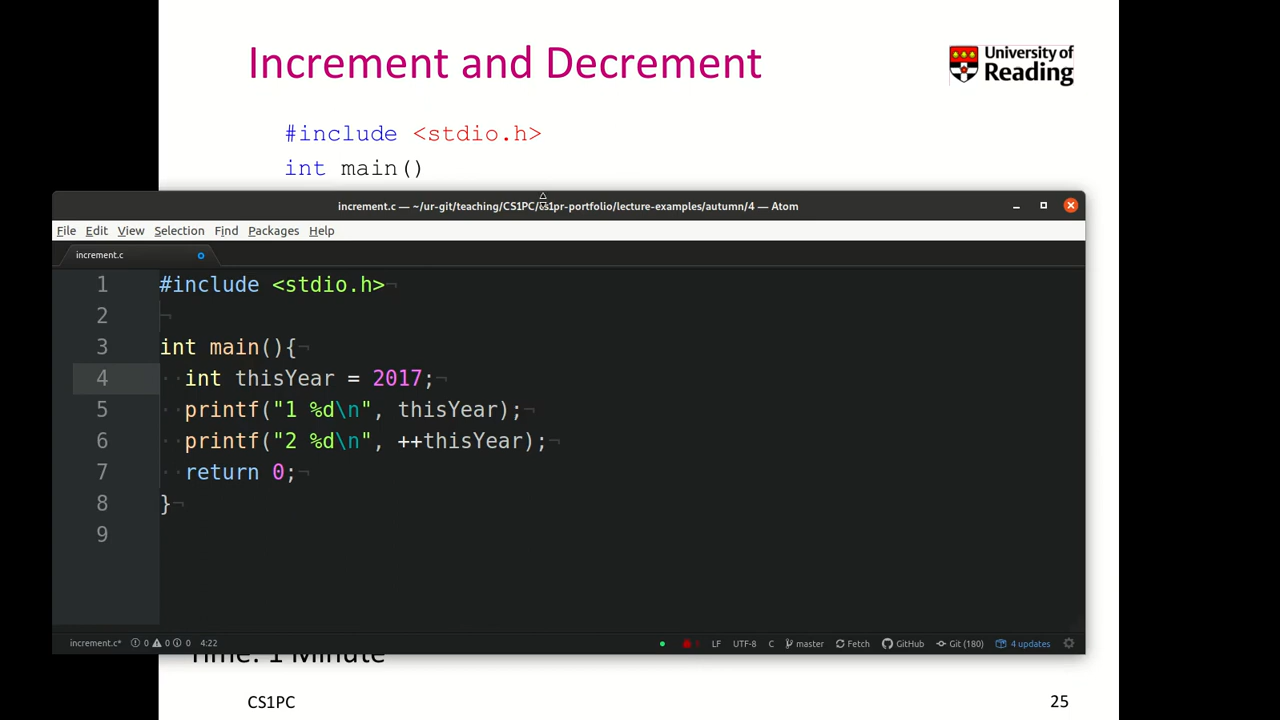 Increment and Decrement
University of
Reading
#include <stdio.h>
int main()
increment.c — ~/ur-git/teaching/CS1PC/cs1pr-portfolio/lecture-examples/autumn/4 — Atom
File Edit View Selection Find Packages Help
increment.c
1 #include <stdio.h>¬
2 ¬
3 int main(){¬
4 ··int thisYear = 2017;¬
5 ··printf("1 %d\n", thisYear);¬
6 ··printf("2 %d\n", ++thisYear);¬
7 ··return 0;¬
8 }¬
9
increment.c* 0 0 0 4:22 LF UTF-8 C master Fetch GitHub Git (180) 4 updates
Time: 1 Minute
CS1PC 25